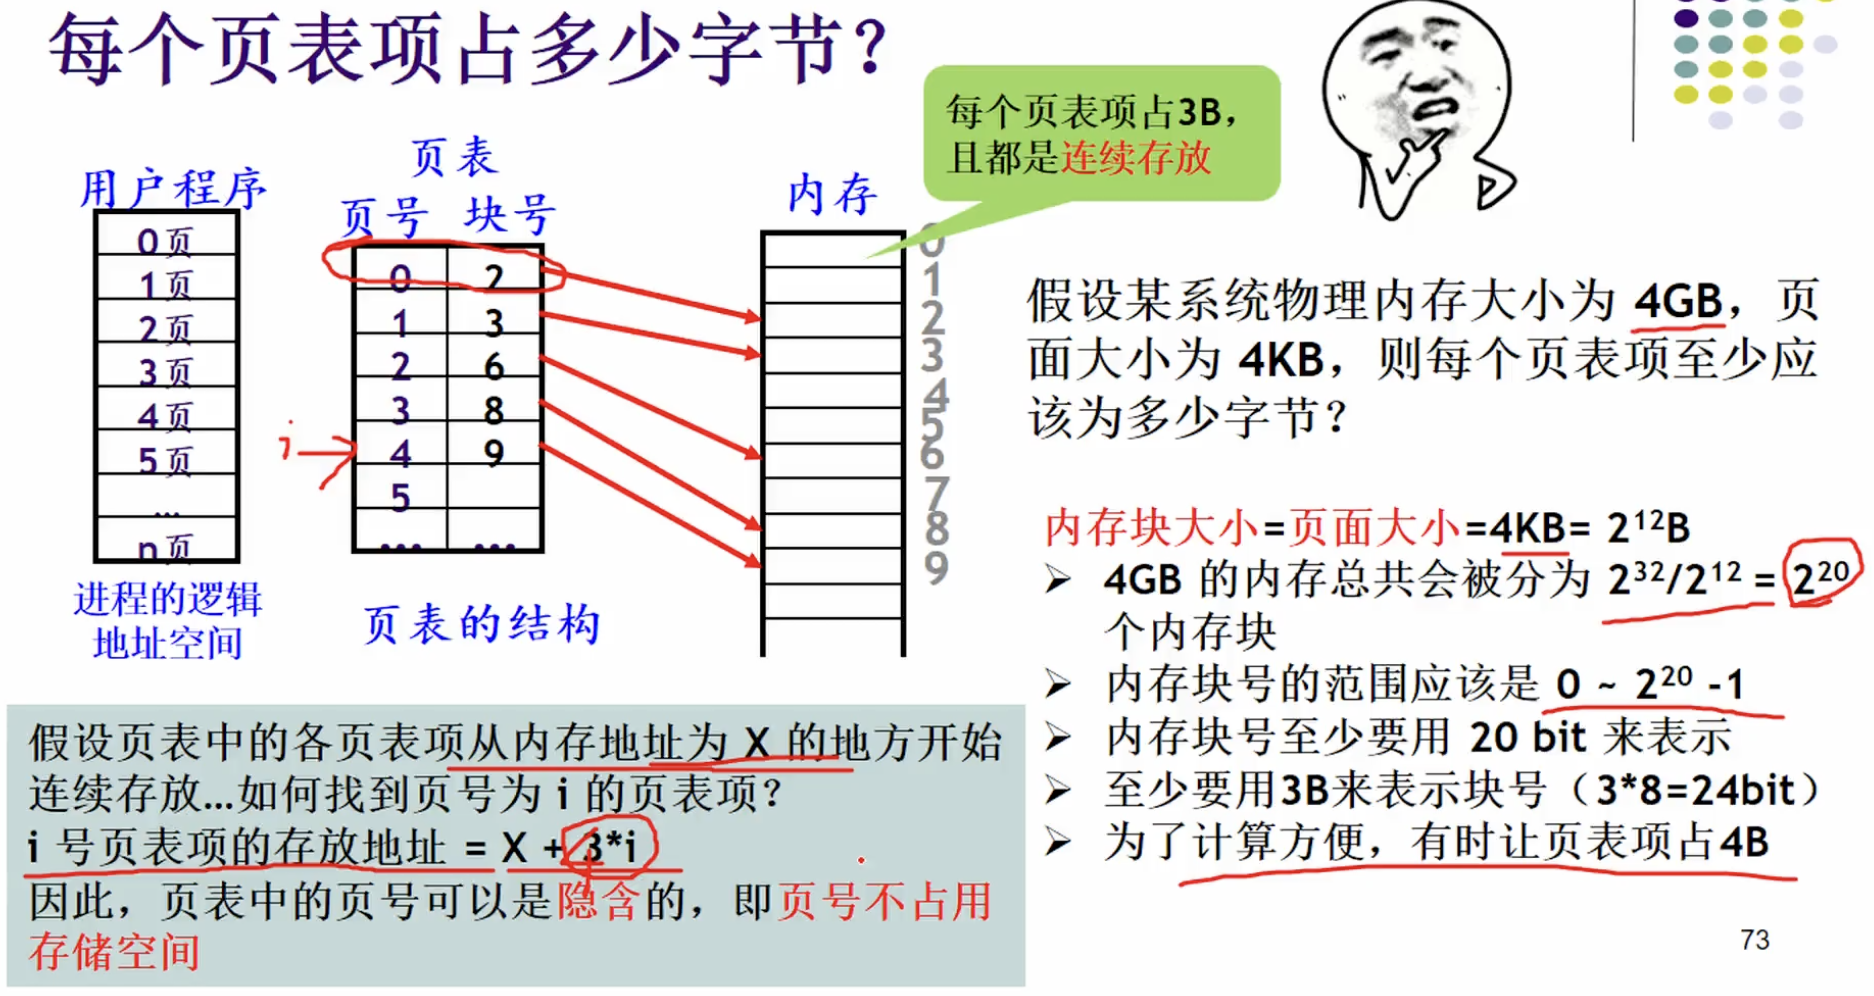 每个页表项占多少字节？
每个页表项占3B，
且都是连续存放
用户程序
0页
1页
2页
3页
4页
5页
...
n页
进程的逻辑
地址空间
页表
页号 块号
0 2
1 3
2 6
3 8
4 9
5
... ...
i
页表的结构
内存
0
1
2
3
4
5
6
7
8
9
假设某系统物理内存大小为 4GB，页
面大小为 4KB，则每个页表项至少应
该为多少字节？
内存块大小=页面大小=4KB= 2¹²B
➢ 4GB 的内存总共会被分为 2³²/2¹² = 2²⁰
个内存块
➢ 内存块号的范围应该是 0 ~ 2²⁰ -1
➢ 内存块号至少要用 20 bit 来表示
➢ 至少要用3B来表示块号（3*8=24bit）
➢ 为了计算方便，有时让页表项占4B
假设页表中的各页表项从内存地址为 X 的地方开始
连续存放...如何找到页号为 i 的页表项？
i 号页表项的存放地址 = X + 3*i
4
因此，页表中的页号可以是隐含的，即页号不占用
存储空间
73